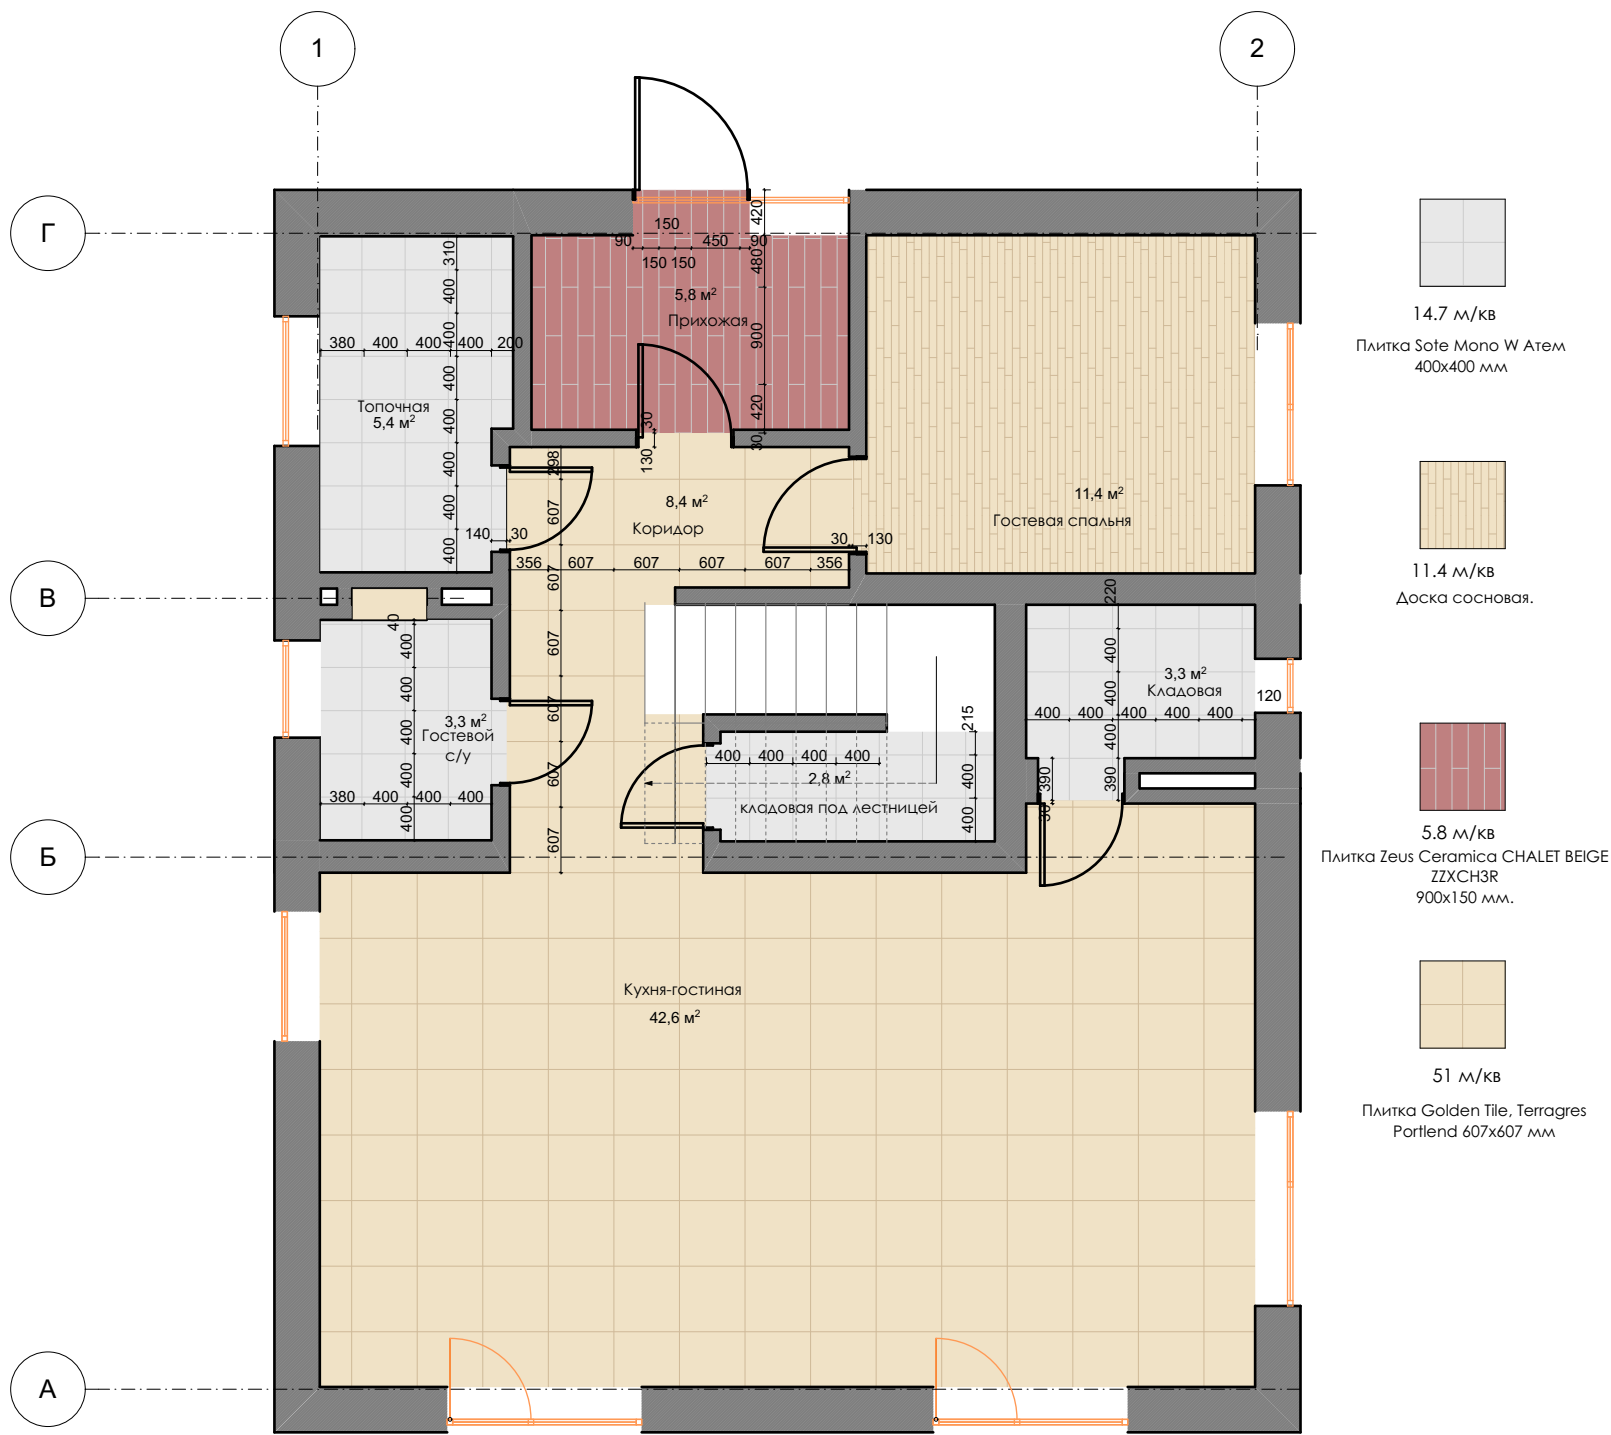 1
2
Г
В
Б
А
420
150
90
450
90
480
150 150
5,8 м²
Прихожая
900
420
30
30
130
310
400
400
400
400
400
400
400
380
400
400
400
200
Топочная
5,4 м²
140
30
298
607
607
607
607
607
607
8,4 м²
Коридор
356
607
607
607
607
356
30
130
11,4 м²
Гостевая спальня
40
400
400
400
400
400
3,3 м²
Гостевой
с/у
380
400
400
400
215
400
400
400
400
400
400
2,8 м²
кладовая под лестницей
220
400
400
400
390
390
30
3,3 м²
Кладовая
120
400
400
400
400
400
Кухня-гостиная
42,6 м²
14.7 м/кв
Плитка Sote Mono W Атем
400х400 мм
11.4 м/кв
Доска сосновая.
5.8 м/кв
Плитка Zeus Ceramica CHALET BEIGE
ZZXCH3R
900х150 мм.
51 м/кв
Плитка Golden Tile, Terragres
Portlend 607х607 мм